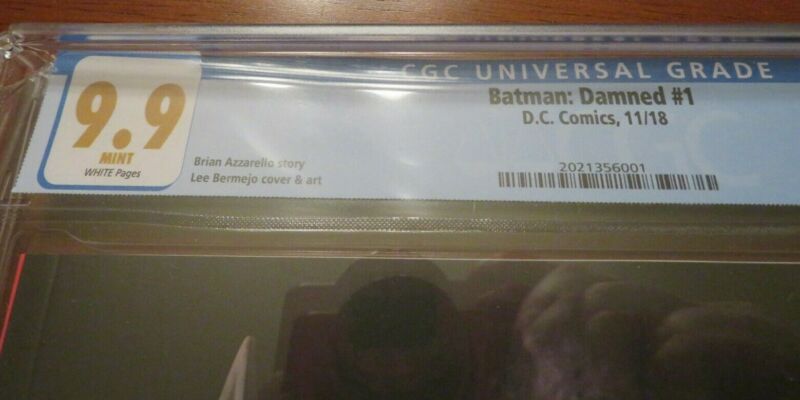 CGC UNIVERSAL GRADE
9.9
MINT
WHITE Pages
Batman: Damned #1
D.C. Comics, 11/18
Brian Azzarello story
Lee Bermejo cover & art
2021356001